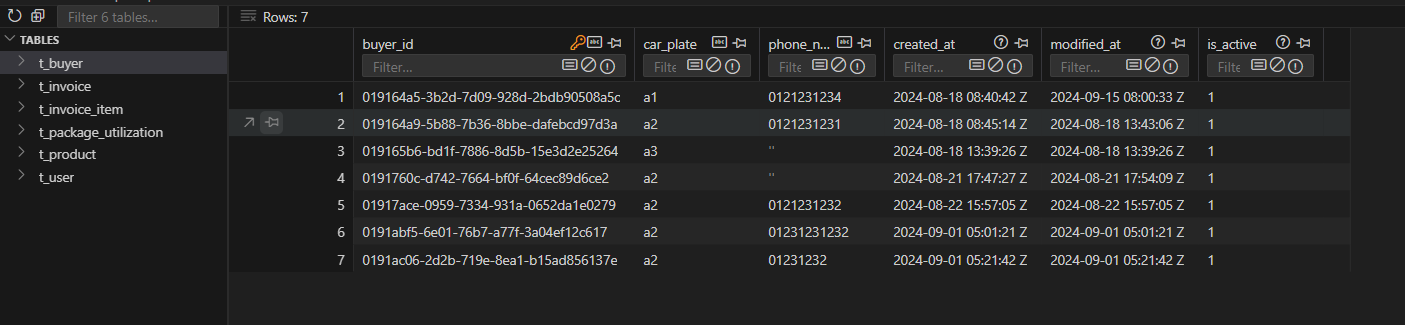 Filter 6 tables...
Rows: 7
TABLES
t_buyer
t_invoice
t_invoice_item
t_package_utilization
t_product
t_user
buyer_id car_plate phone_n... created_at modified_at is_active
Filter... Filte Filte Filter... Filter... Filte
1 019164a5-3b2d-7d09-928d-2bdb90508a5c a1 0121231234 2024-08-18 08:40:42 Z 2024-09-15 08:00:33 Z 1
2 019164a9-5b88-7b36-8bbe-dafebcd97d3a a2 0121231231 2024-08-18 08:45:14 Z 2024-08-18 13:43:06 Z 1
3 019165b6-bd1f-7886-8d5b-15e3d2e25264 a3 '' 2024-08-18 13:39:26 Z 2024-08-18 13:39:26 Z 1
4 0191760c-d742-7664-bf0f-64cec89d6ce2 a2 '' 2024-08-21 17:47:27 Z 2024-08-21 17:54:09 Z 1
5 01917ace-0959-7334-931a-0652da1e0279 a2 0121231232 2024-08-22 15:57:05 Z 2024-08-22 15:57:05 Z 1
6 0191abf5-6e01-76b7-a77f-3a04ef12c617 a2 01231231232 2024-09-01 05:01:21 Z 2024-09-01 05:01:21 Z 1
7 0191ac06-2d2b-719e-8ea1-b15ad856137e a2 01231232 2024-09-01 05:21:42 Z 2024-09-01 05:21:42 Z 1